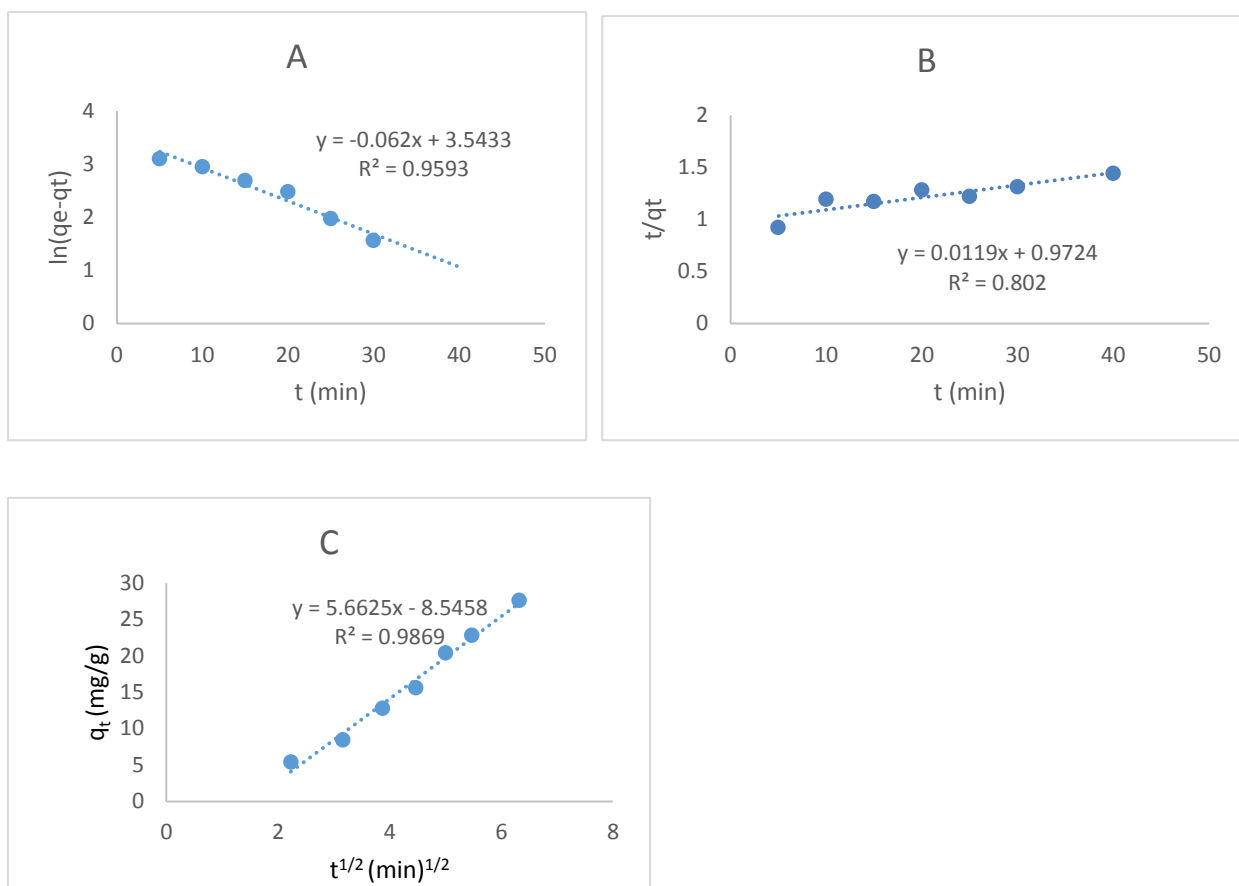 A
4
3
2
1
0
ln(qe-qt)
y = -0.062x + 3.5433
R² = 0.9593
0 10 20 30 40 50
t (min)
B
2
1.5
1
0.5
0
t/qt
y = 0.0119x + 0.9724
R² = 0.802
0 10 20 30 40 50
t (min)
C
30
25
20
15
10
5
0
qt (mg/g)
y = 5.6625x - 8.5458
R² = 0.9869
0 2 4 6 8
t1/2 (min)1/2